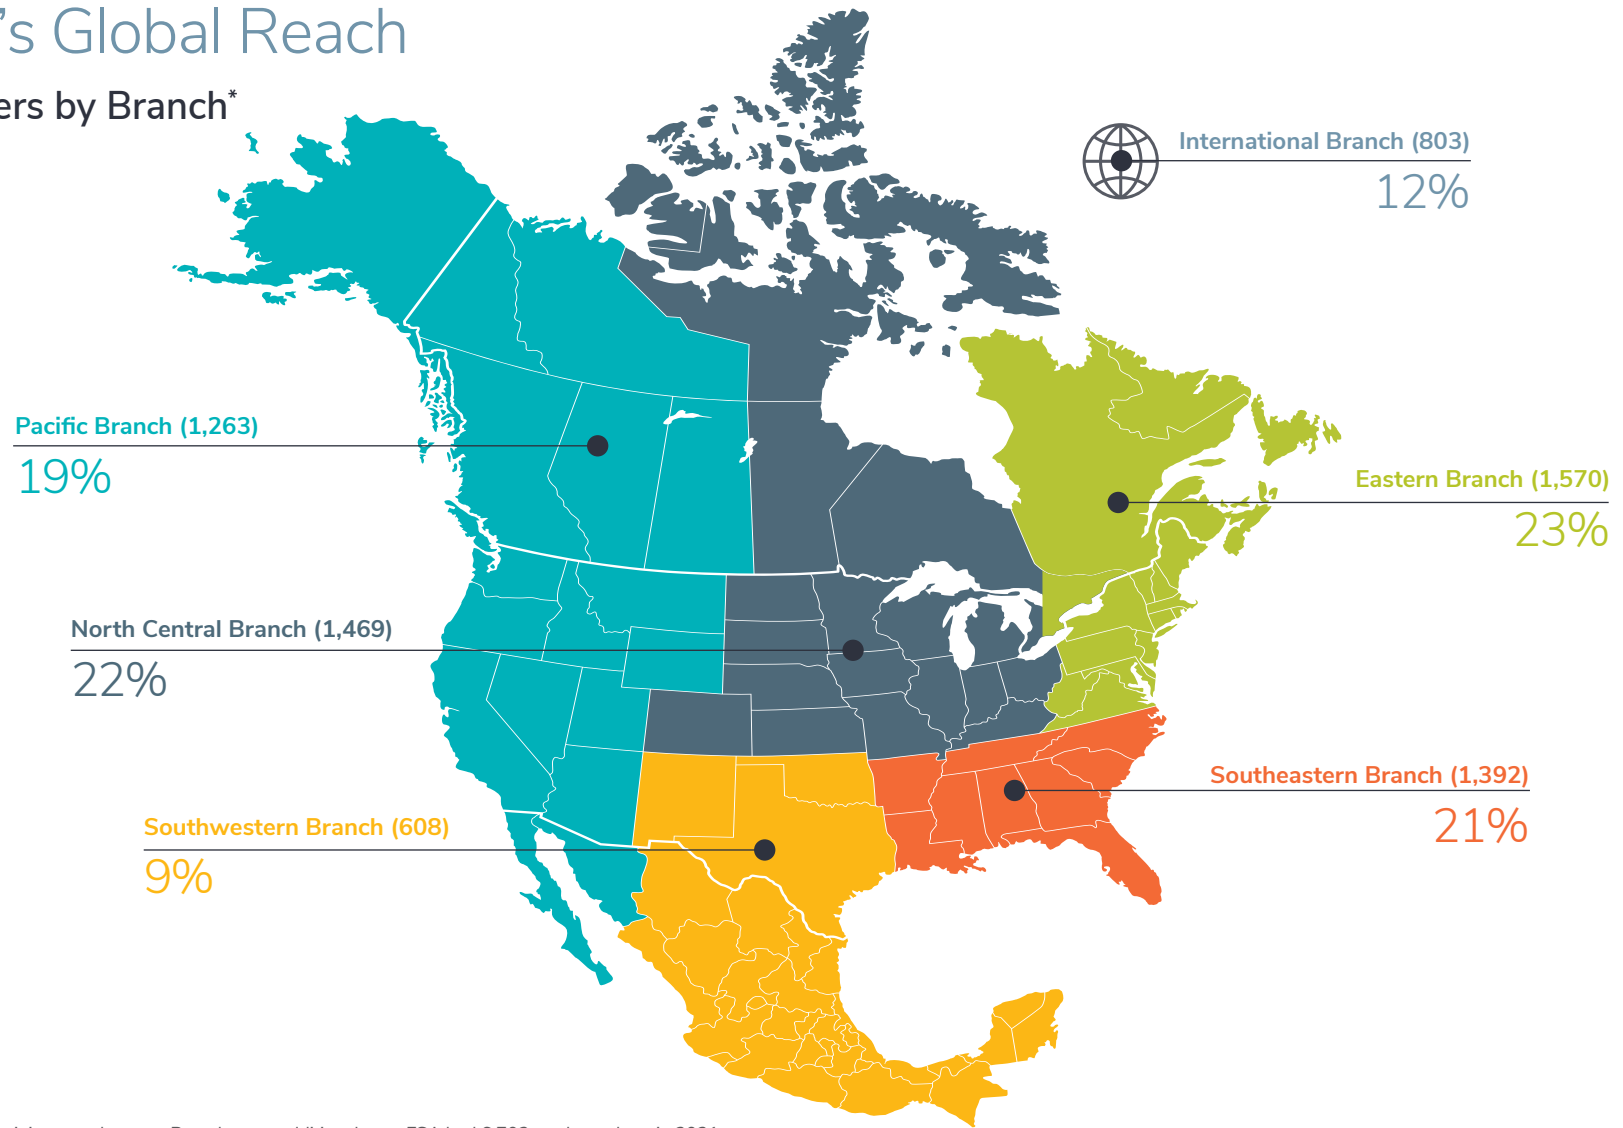 's Global Reach
ers by Branch*
International Branch (803)
12%
Pacific Branch (1,263)
19%
Eastern Branch (1,570)
23%
North Central Branch (1,469)
22%
Southeastern Branch (1,392)
21%
Southwestern Branch (608)
9%